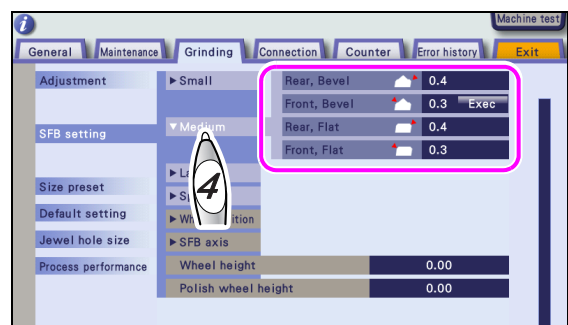 Machine test
General Maintenance Grinding Connection Counter Error history Exit
Adjustment
SFB setting
Size preset
Default setting
Jewel hole size
Process performance
▶Small
▼Medium
4
▶SFB axis
Wheel height 0.00
Polish wheel height 0.00
Rear, Bevel 0.4
Front, Bevel 0.3 Exec
Rear, Flat 0.4
Front, Flat 0.3